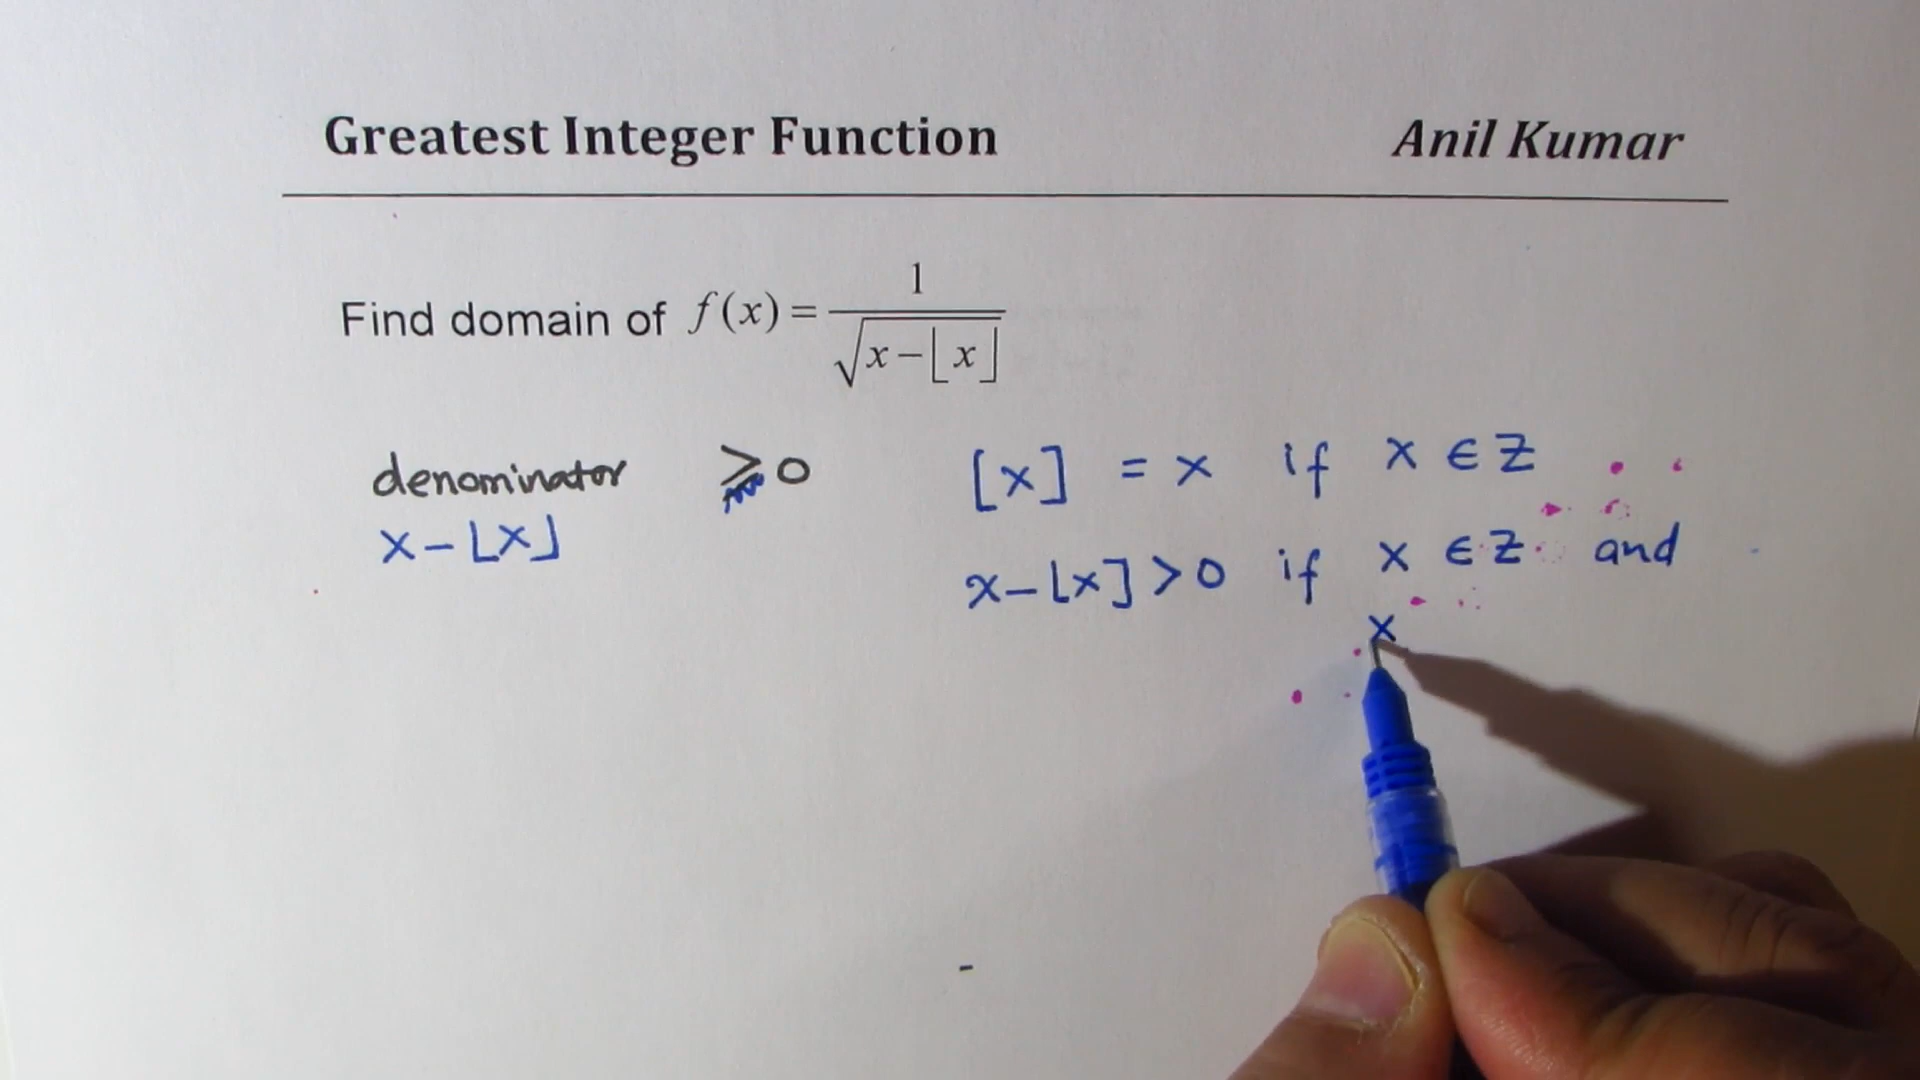 Greatest Integer Function Anil Kumar
Find domain of f(x) = 1/√(x−⌊x⌋)
denominator ≥ 0
x − ⌊x⌋
[x] = x if x ∈ Z
x − ⌊x] > 0 if x ∈ Z and
x